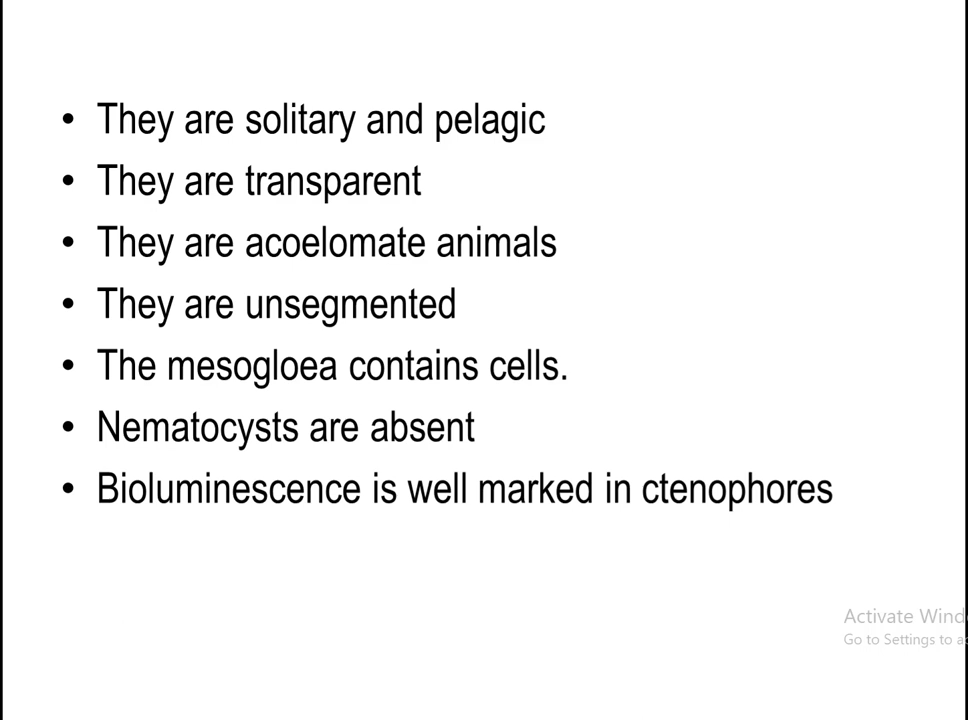 • They are solitary and pelagic
• They are transparent
• They are acoelomate animals
• They are unsegmented
• The mesogloea contains cells.
• Nematocysts are absent
• Bioluminescence is well marked in ctenophores
Activate Wind
Go to Settings to a